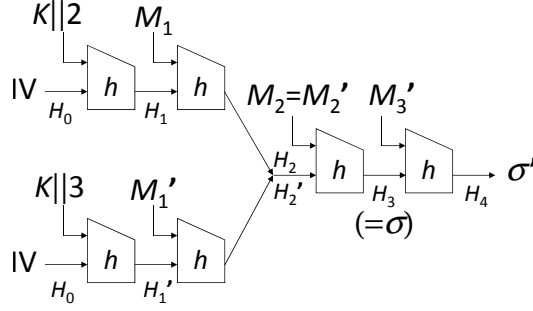 K||2 M₁
IV H₀ h H₁ h
M₂=M₂' M₃'
H₂ h H₃ h H₄ σ'
H₂'
(=σ)
K||3 M₁'
IV H₀ h H₁' h